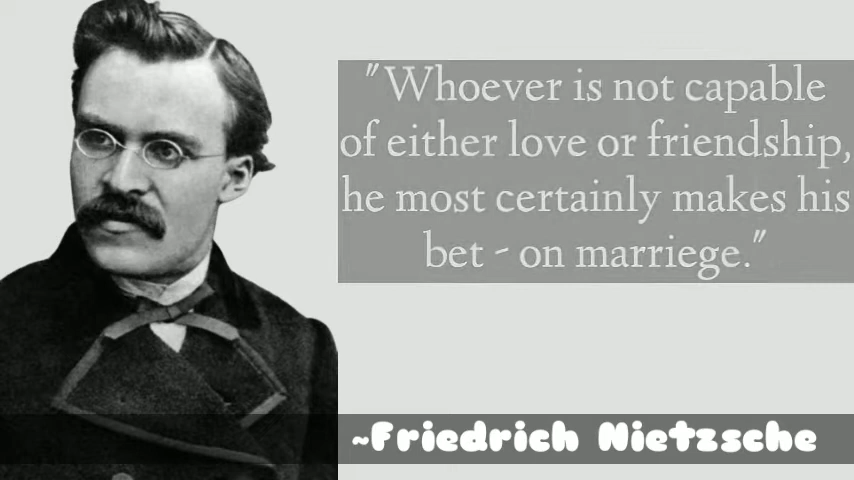 "Whoever is not capable
of either love or friendship,
he most certainly makes his
bet - on marriege."
~Friedrich Nietzsche